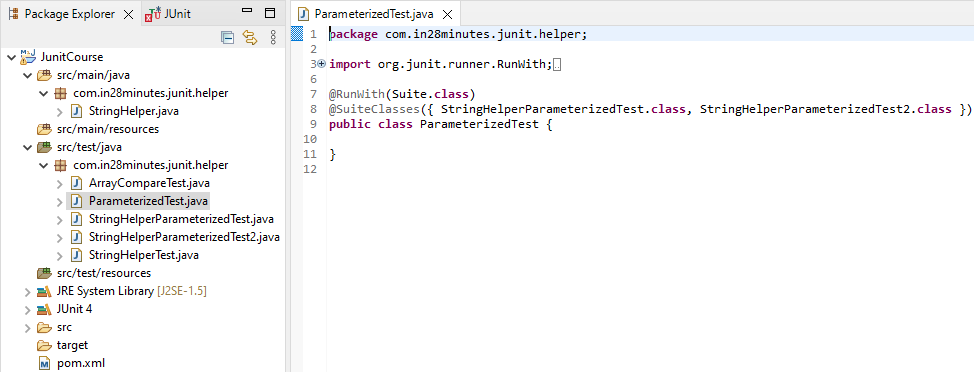 Package Explorer
JUnit
JunitCourse
src/main/java
com.in28minutes.junit.helper
StringHelper.java
src/main/resources
src/test/java
com.in28minutes.junit.helper
ArrayCompareTest.java
ParameterizedTest.java
StringHelperParameterizedTest.java
StringHelperParameterizedTest2.java
StringHelperTest.java
src/test/resources
JRE System Library [J2SE-1.5]
JUnit 4
src
target
pom.xml
ParameterizedTest.java
1 package com.in28minutes.junit.helper;
2
3 import org.junit.runner.RunWith;
6
7 @RunWith(Suite.class)
8 @SuiteClasses({ StringHelperParameterizedTest.class, StringHelperParameterizedTest2.class })
9 public class ParameterizedTest {
10
11 }
12